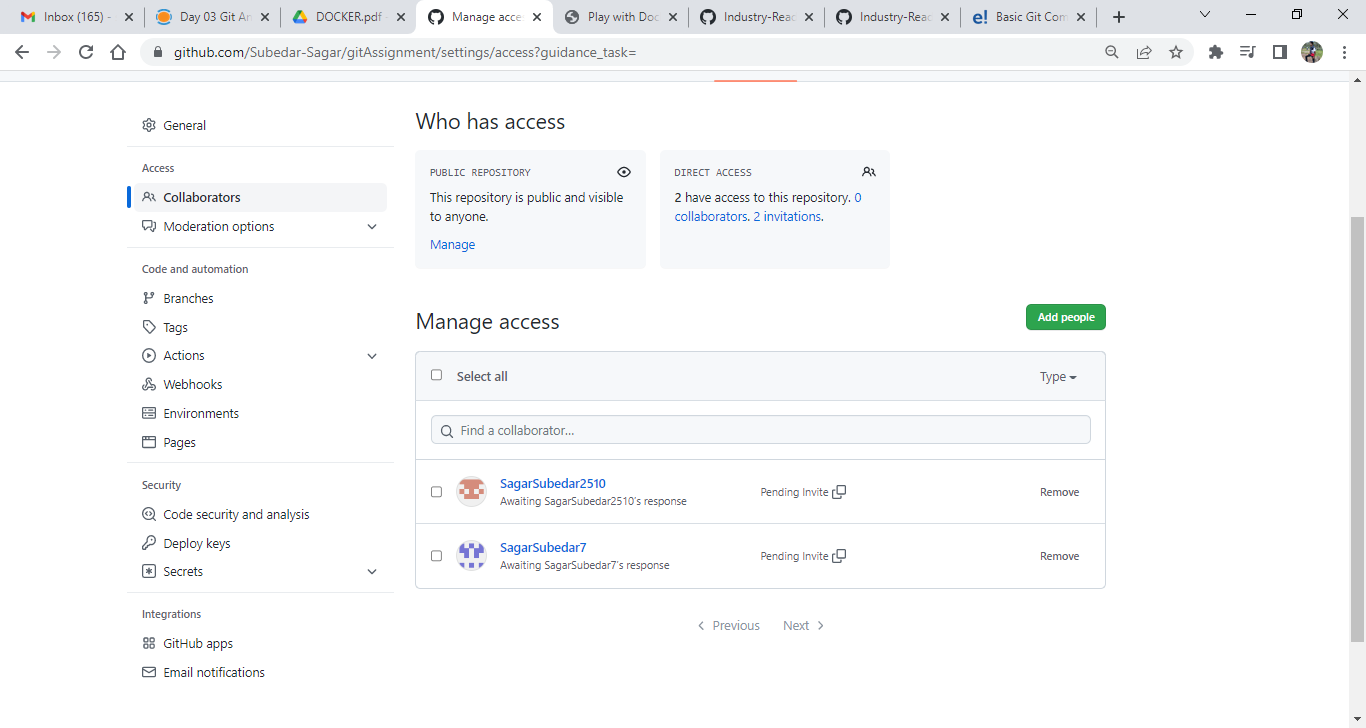 Inbox (165) -
Day 03 Git An
DOCKER.pdf -
Manage acce
Play with Doc
Industry-Read
Industry-Read
Basic Git Com
github.com/Subedar-Sagar/gitAssignment/settings/access?guidance_task=
General
Access
Collaborators
Moderation options
Code and automation
Branches
Tags
Actions
Webhooks
Environments
Pages
Security
Code security and analysis
Deploy keys
Secrets
Integrations
GitHub apps
Email notifications
Who has access
PUBLIC REPOSITORY
This repository is public and visible
to anyone.
Manage
DIRECT ACCESS
2 have access to this repository. 0
collaborators. 2 invitations.
Manage access
Add people
Select all
Type
Find a collaborator...
SagarSubedar2510
Awaiting SagarSubedar2510's response
Pending Invite
Remove
SagarSubedar7
Awaiting SagarSubedar7's response
Pending Invite
Remove
Previous
Next